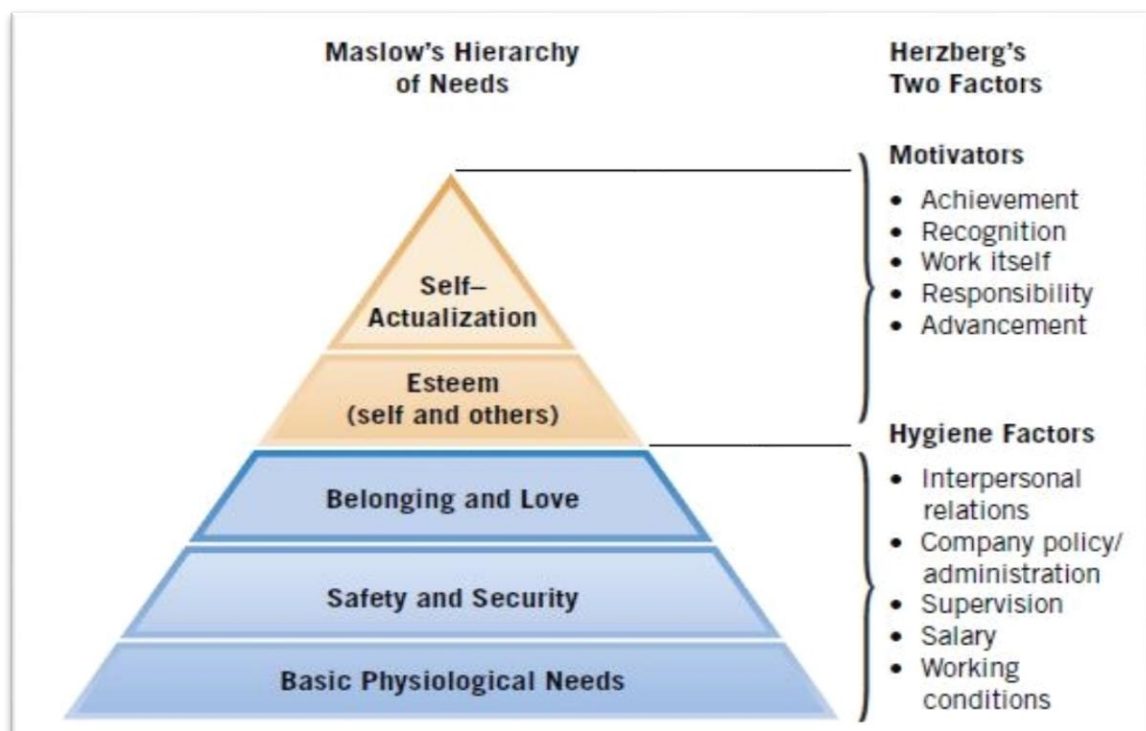 Maslow's Hierarchy
of Needs
Self–
Actualization
Esteem
(self and others)
Belonging and Love
Safety and Security
Basic Physiological Needs
Herzberg's
Two Factors
Motivators
• Achievement
• Recognition
• Work itself
• Responsibility
• Advancement
Hygiene Factors
• Interpersonal
relations
• Company policy/
administration
• Supervision
• Salary
• Working
conditions